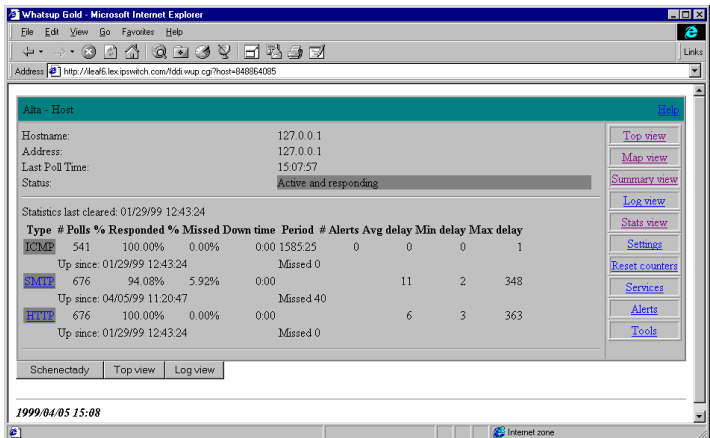 Whatsup Gold - Microsoft Internet Explorer
File Edit View Go Favorites Help
Links
Address http://ileaf6.lex.ipswitch.com/fddi.wup.cgi?host=848864085
Alta - Host Help
Hostname: 127.0.0.1
Address: 127.0.0.1
Last Poll Time: 15:07:57
Status: Active and responding
Top view
Map view
Summary view
Log view
Stats view
Settings
Reset counters
Services
Alerts
Tools
Statistics last cleared: 01/29/99 12:43:24
Type # Polls % Responded % Missed Down time Period # Alerts Avg delay Min delay Max delay
ICMP 541 100.00% 0.00% 0:00 1585:25 0 0 0 1
Up since: 01/29/99 12:43:24 Missed 0
SMTP 676 94.08% 5.92% 0:00 11 2 348
Up since: 04/05/99 11:20:47 Missed 40
HTTP 676 100.00% 0.00% 0:00 6 3 363
Up since: 01/29/99 12:43:24 Missed 0
Schenectady Top view Log view
1999/04/05 15:08
Internet zone